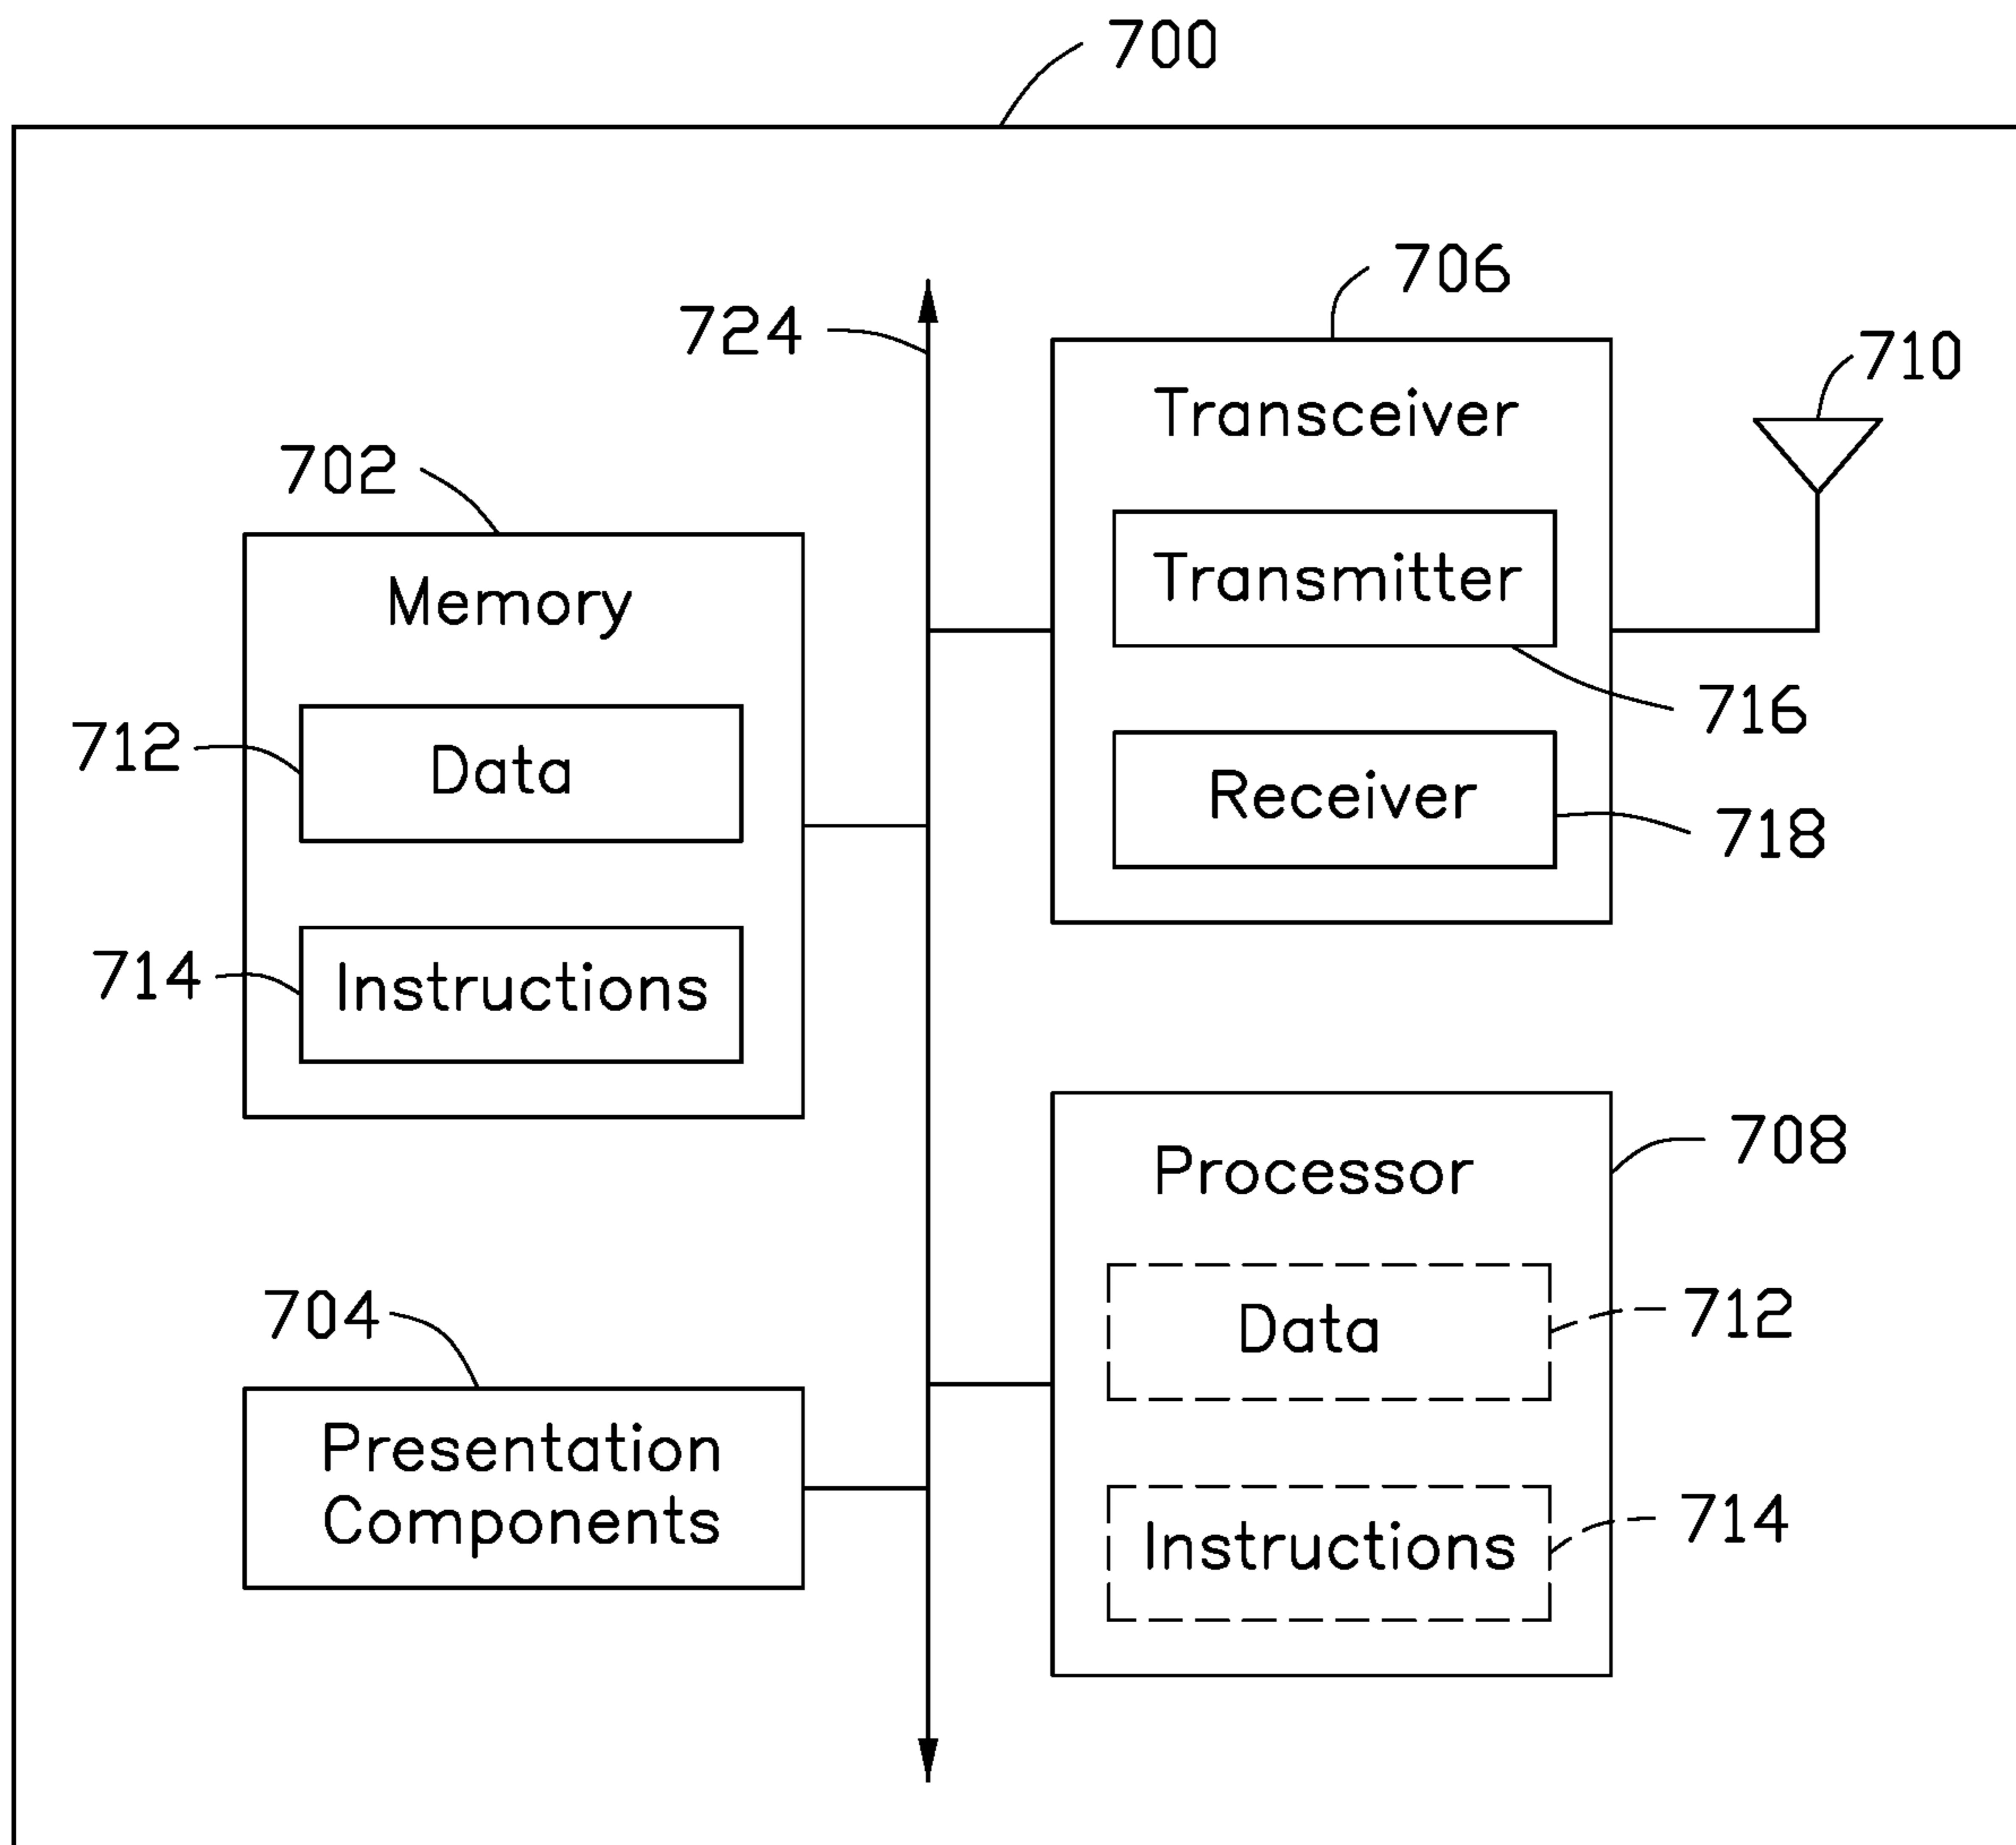 700
706
724
710
Transceiver
702
Transmitter
Memory
716
712
Data
Receiver
718
714
Instructions
708
Processor
704
Data
712
Presentation
Components
Instructions
714